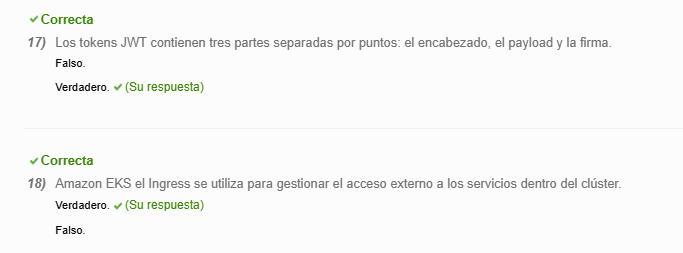 Correcta
17) Los tokens JWT contienen tres partes separadas por puntos: el encabezado, el payload y la firma.
Falso.
Verdadero. (Su respuesta)
Correcta
18) Amazon EKS el Ingress se utiliza para gestionar el acceso externo a los servicios dentro del clúster.
Verdadero. (Su respuesta)
Falso.